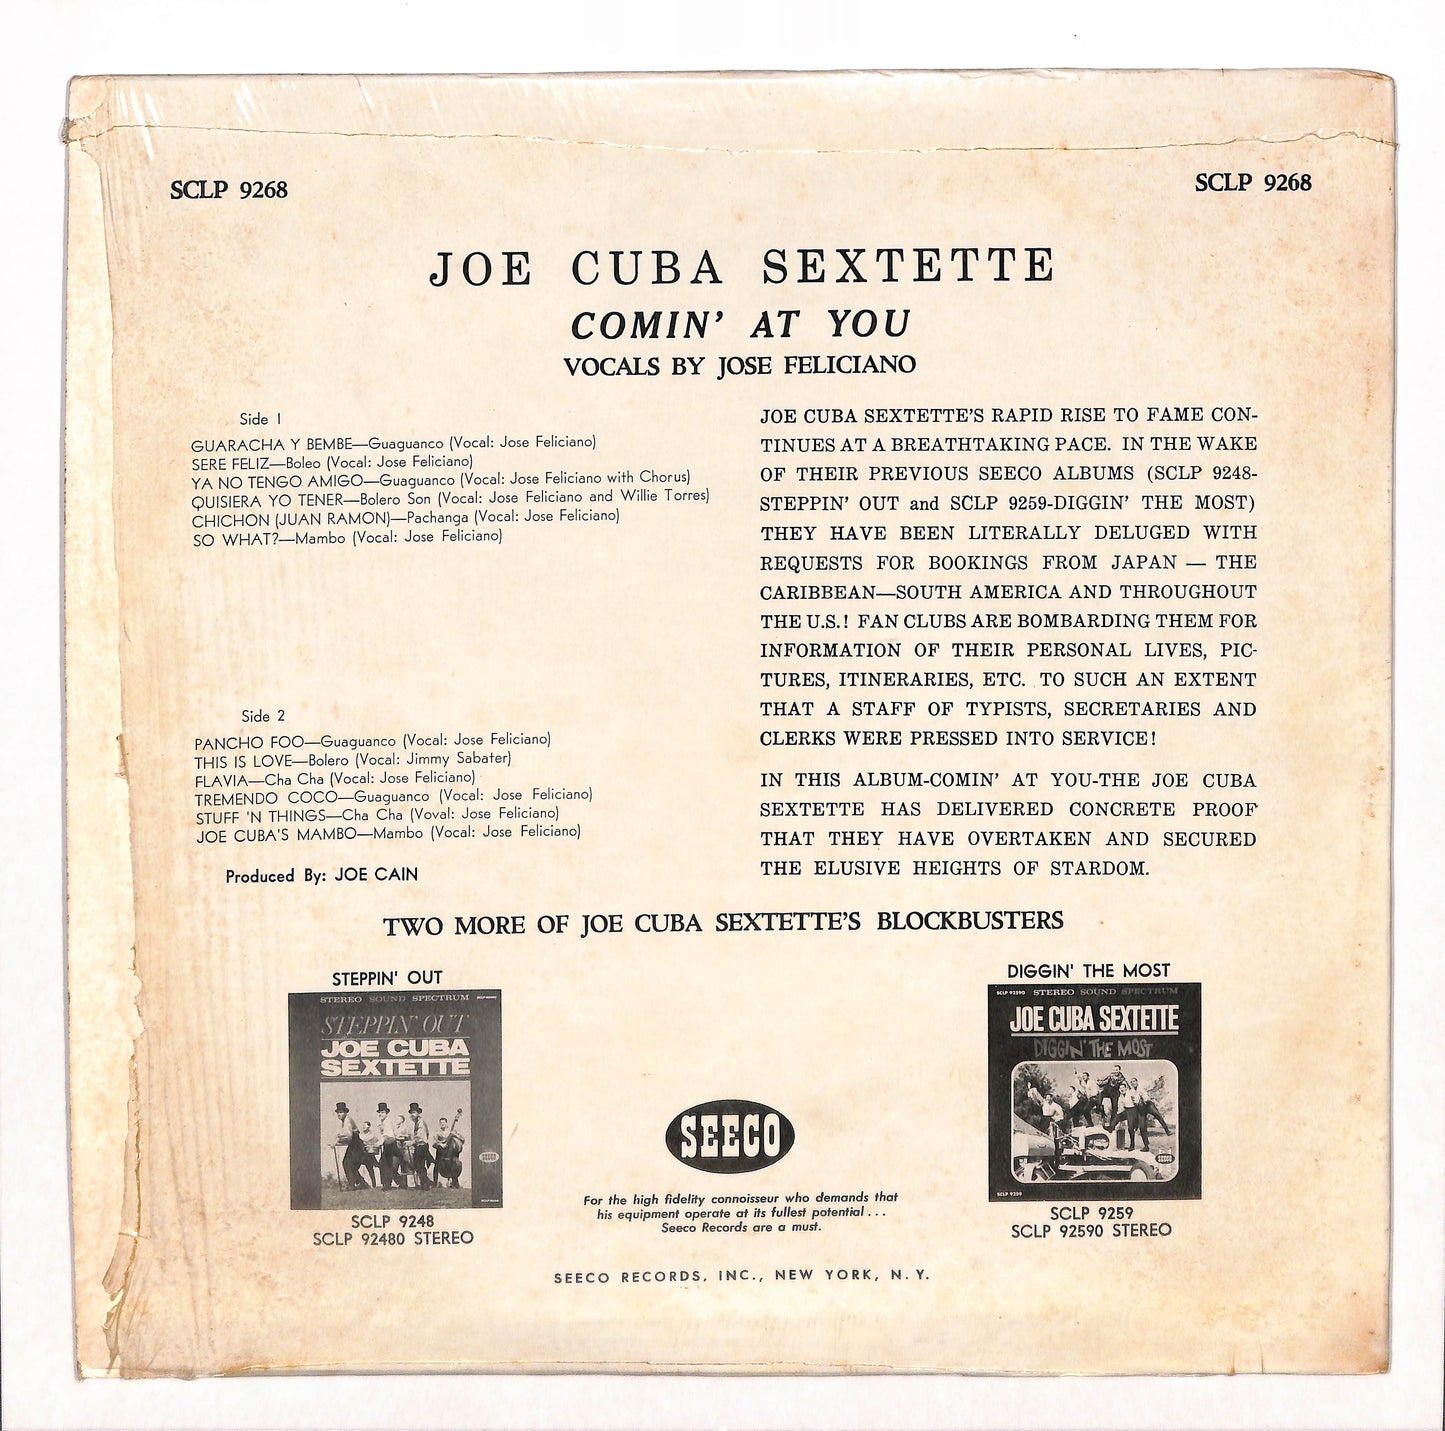 SCLP 9268
SCLP 9268
JOE CUBA SEXTETTE
COMIN' AT YOU
VOCALS BY JOSE FELICIANO
Side 1
GUARACHA Y BEMBE—Guaguanco (Vocal: Jose Feliciano)
SERE FELIZ—Boleo (Vocal: Jose Feliciano)
YA NO TENGO AMIGO—Guaguanco (Vocal: Jose Feliciano with Chorus)
QUISIERA YO TENER—Bolero Son (Vocal: Jose Feliciano and Willie Torres)
CHICHON (JUAN RAMON)—Pachanga (Vocal: Jose Feliciano)
SO WHAT?—Mambo (Vocal: Jose Feliciano)
Side 2
PANCHO FOO—Guaguanco (Vocal: Jose Feliciano)
THIS IS LOVE—Bolero (Vocal: Jimmy Sabater)
FLAVIA—Cha Cha (Vocal: Jose Feliciano)
TREMENDO COCO—Guaguanco (Vocal: Jose Feliciano)
STUFF 'N THINGS—Cha Cha (Voval: Jose Feliciano)
JOE CUBA'S MAMBO—Mambo (Vocal: Jose Feliciano)
Produced By: JOE CAIN
JOE CUBA SEXTETTE'S RAPID RISE TO FAME CON-
TINUES AT A BREATHTAKING PACE. IN THE WAKE
OF THEIR PREVIOUS SEECO ALBUMS (SCLP 9248-
STEPPIN' OUT and SCLP 9259-DIGGIN' THE MOST)
THEY HAVE BEEN LITERALLY DELUGED WITH
REQUESTS FOR BOOKINGS FROM JAPAN — THE
CARIBBEAN—SOUTH AMERICA AND THROUGHOUT
THE U.S.! FAN CLUBS ARE BOMBARDING THEM FOR
INFORMATION OF THEIR PERSONAL LIVES, PIC-
TURES, ITINERARIES, ETC. TO SUCH AN EXTENT
THAT A STAFF OF TYPISTS, SECRETARIES AND
CLERKS WERE PRESSED INTO SERVICE!
IN THIS ALBUM-COMIN' AT YOU-THE JOE CUBA
SEXTETTE HAS DELIVERED CONCRETE PROOF
THAT THEY HAVE OVERTAKEN AND SECURED
THE ELUSIVE HEIGHTS OF STARDOM.
TWO MORE OF JOE CUBA SEXTETTE'S BLOCKBUSTERS
STEPPIN' OUT
STEREO SOUND SPECTRUM
STEPPIN' OUT
JOE CUBA
SEXTETTE
SCLP 9248
SCLP 92480 STEREO
SEECO
For the high fidelity connoisseur who demands that
his equipment operate at its fullest potential . . .
Seeco Records are a must.
SEECO RECORDS, INC., NEW YORK, N. Y.
DIGGIN' THE MOST
SCLP 92590 STEREO SOUND SPECTRUM
JOE CUBA SEXTETTE
DIGGIN' THE MOST
SEECO
SCLP 9259
SCLP 9259
SCLP 92590 STEREO